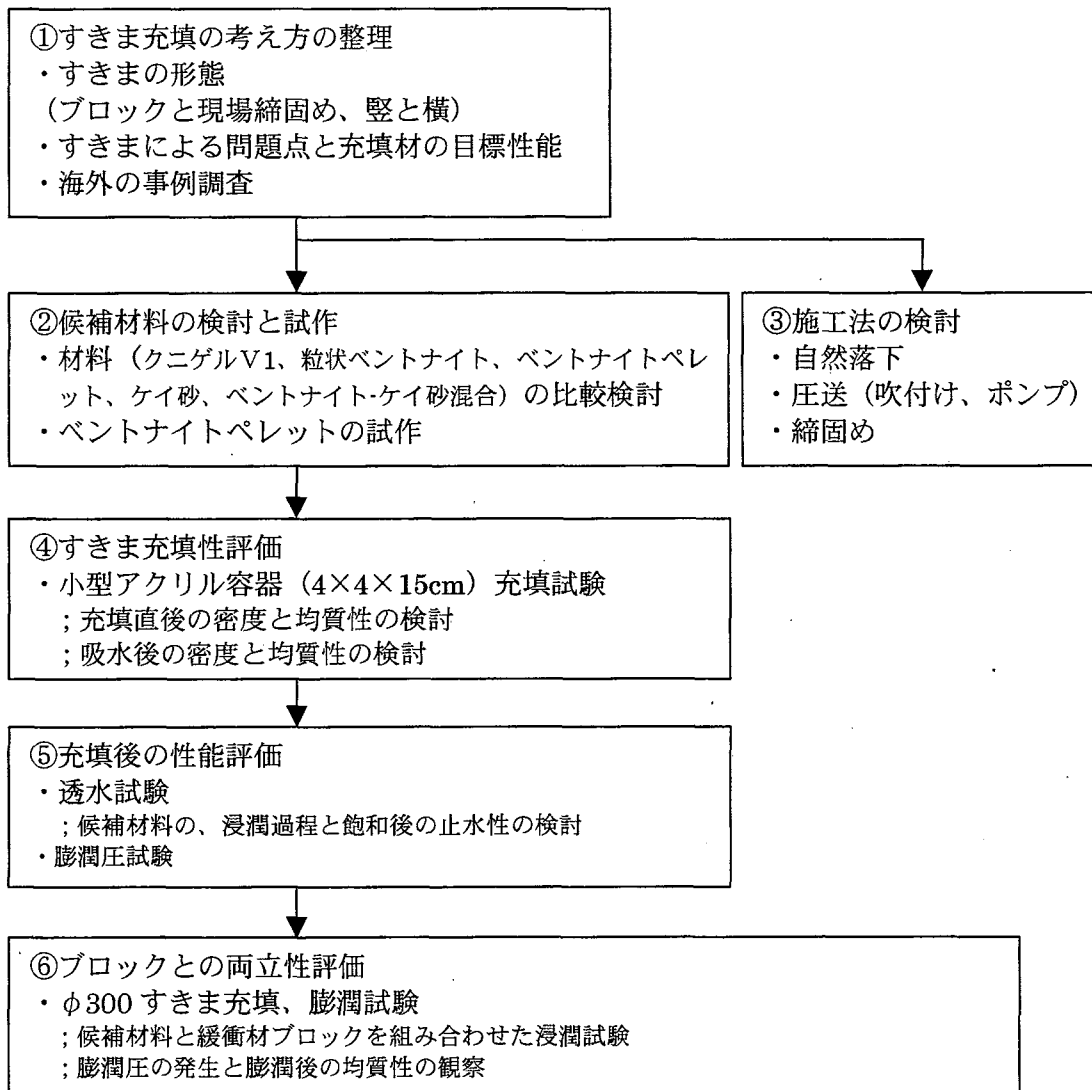 ①すきま充填の考え方の整理
・すきまの形態
（ブロックと現場締固め、竪と横）
・すきまによる問題点と充填材の目標性能
・海外の事例調査
②候補材料の検討と試作
・材料（クニゲルV1、粒状ベントナイト、ベントナイトペレ
ット、ケイ砂、ベントナイト-ケイ砂混合）の比較検討
・ベントナイトペレットの試作
③施工法の検討
・自然落下
・圧送（吹付け、ポンプ）
・締固め
④すきま充填性評価
・小型アクリル容器（4×4×15cm）充填試験
；充填直後の密度と均質性の検討
；吸水後の密度と均質性の検討
⑤充填後の性能評価
・透水試験
；候補材料の、浸潤過程と飽和後の止水性の検討
・膨潤圧試験
⑥ブロックとの両立性評価
・φ300 すきま充填、膨潤試験
；候補材料と緩衝材ブロックを組み合わせた浸潤試験
；膨潤圧の発生と膨潤後の均質性の観察